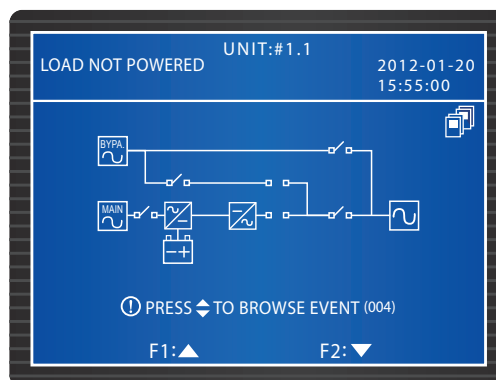 UNIT:#1.1
LOAD NOT POWERED
2012-01-20
15:55:00
BYPA.
MAIN
PRESS TO BROWSE EVENT (004)
F1: F2: